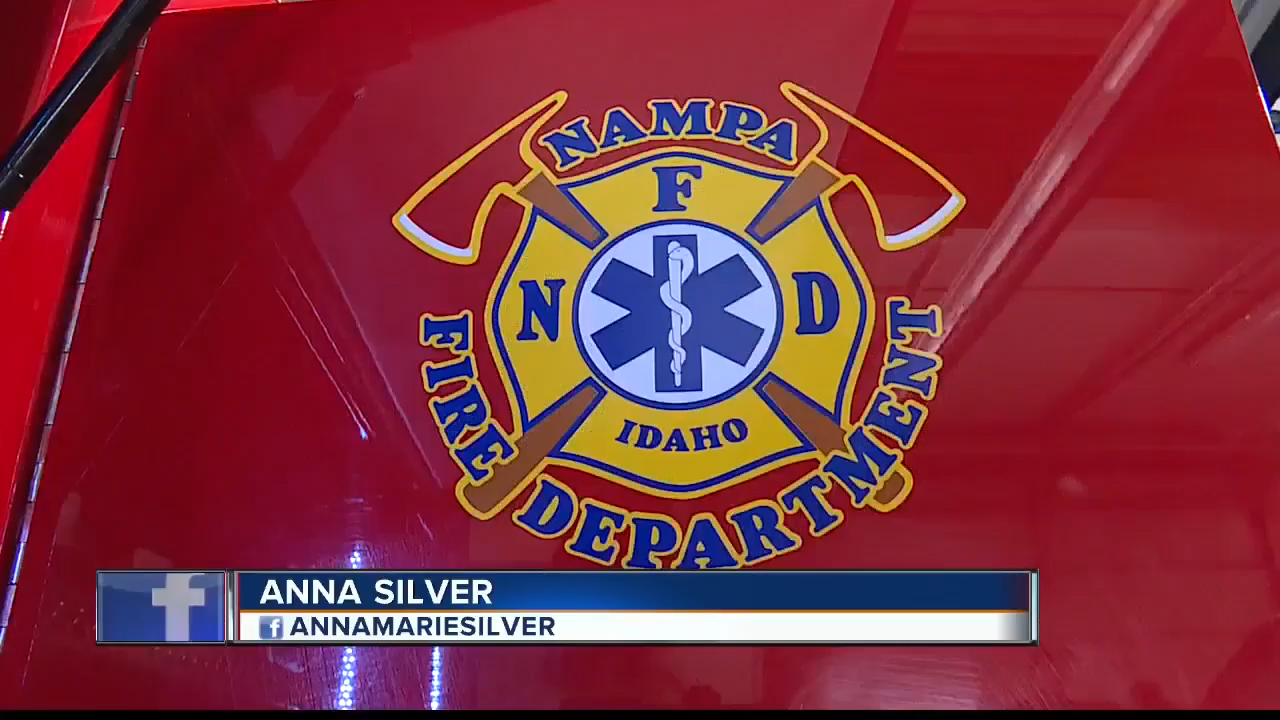 NAMPA
F
N D
IDAHO
FIRE DEPARTMENT
ANNA SILVER
f ANNAMARIESILVER